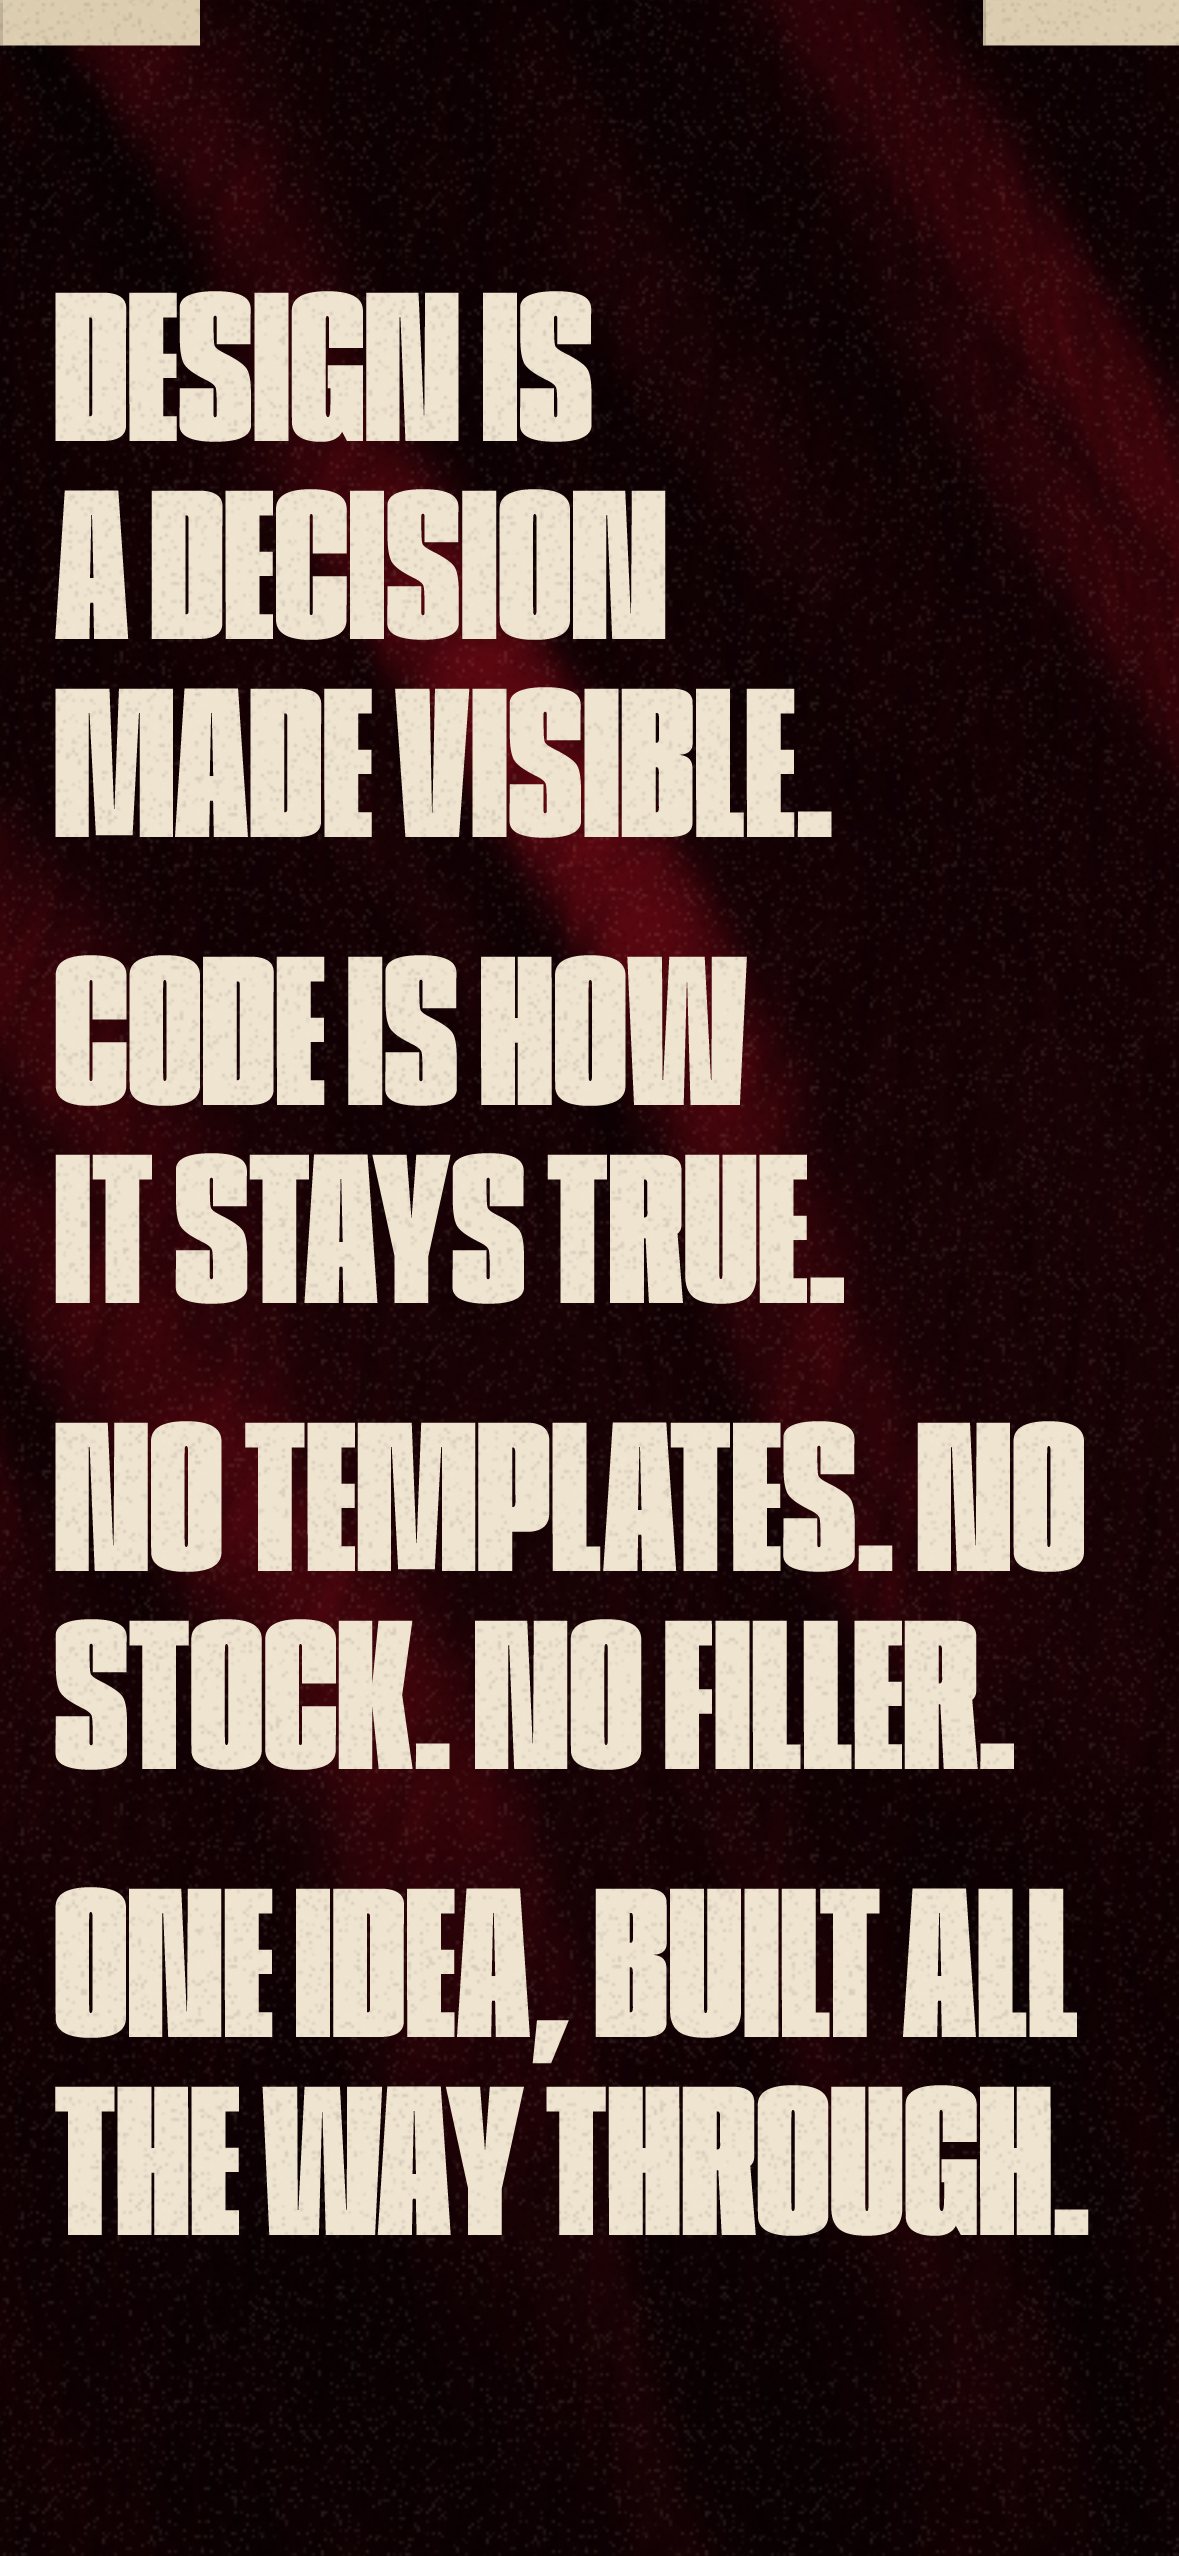 DESIGN IS
A DECISION
MADE VISIBLE.
CODE IS HOW
IT STAYS TRUE.
NO TEMPLATES. NO
STOCK. NO FILLER.
ONE IDEA, BUILT ALL
THE WAY THROUGH.